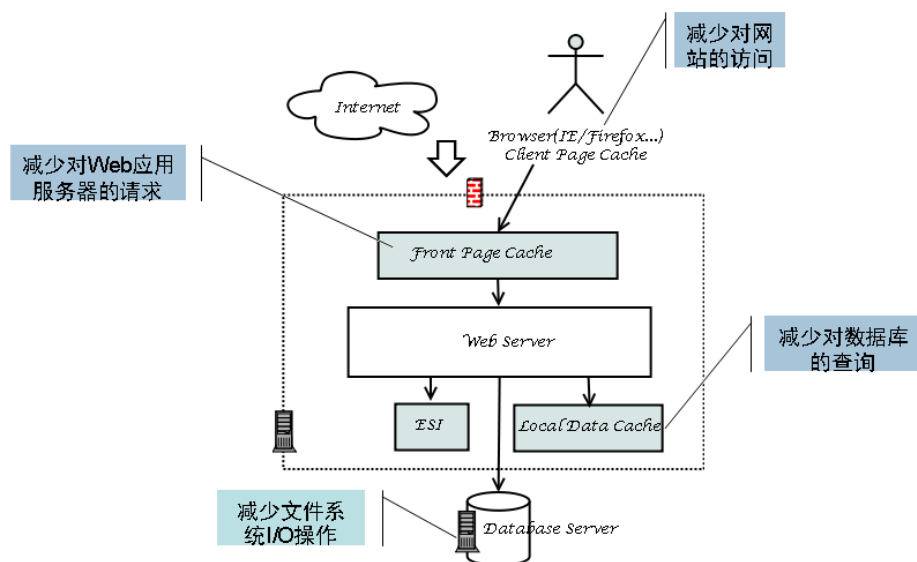 减少对网
站的访问
Internet
Browser(IE/Firefox...)
Client Page Cache
减少对Web应用
服务器的请求
Front Page Cache
Web Server
减少对数据库
的查询
ESI
Local Data Cache
减少文件系
统I/O操作
Database Server